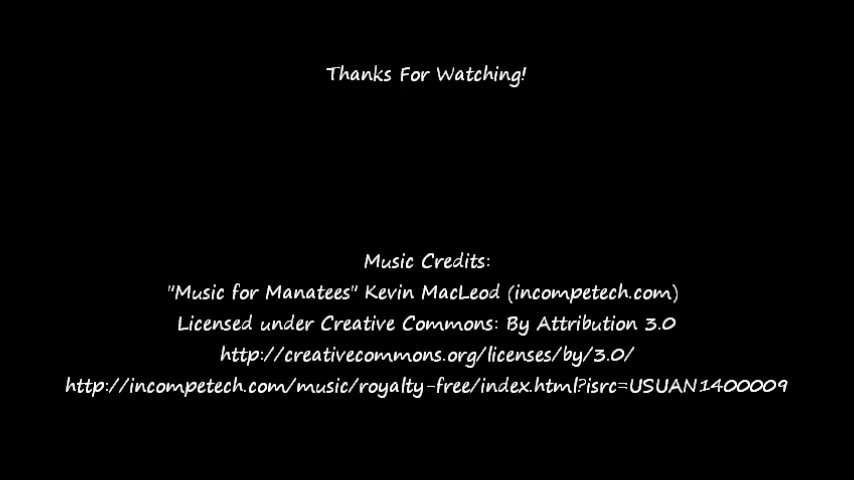 Thanks For Watching!
Music Credits:
"Music for Manatees" Kevin MacLeod (incompetech.com)
Licensed under Creative Commons: By Attribution 3.0
http://creativecommons.org/licenses/by/3.0/
http://incompetech.com/music/royalty-free/index.html?isrc=USUAN1400009